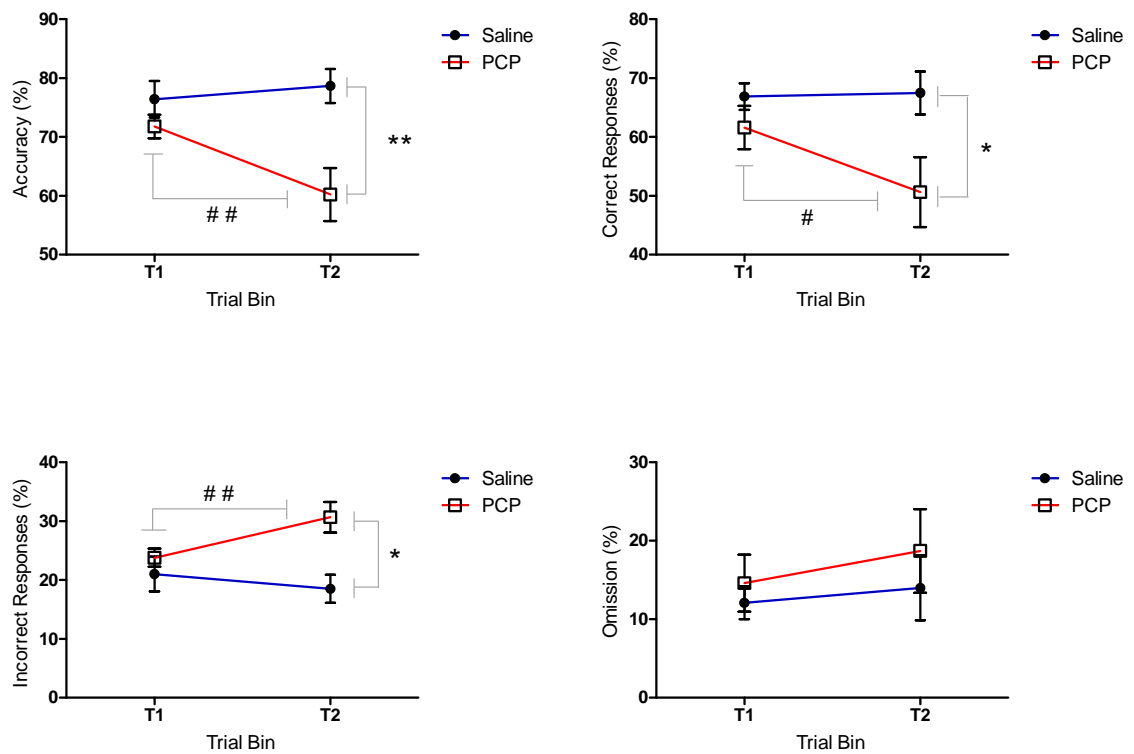 Accuracy (%)
90
80
70
60
50
T1
T2
Trial Bin
Saline
PCP
**
# #
Correct Responses (%)
80
70
60
50
40
T1
T2
Trial Bin
Saline
PCP
*
#
Incorrect Responses (%)
40
30
20
10
0
T1
T2
Trial Bin
Saline
PCP
# #
*
Omission (%)
30
20
10
0
T1
T2
Trial Bin
Saline
PCP